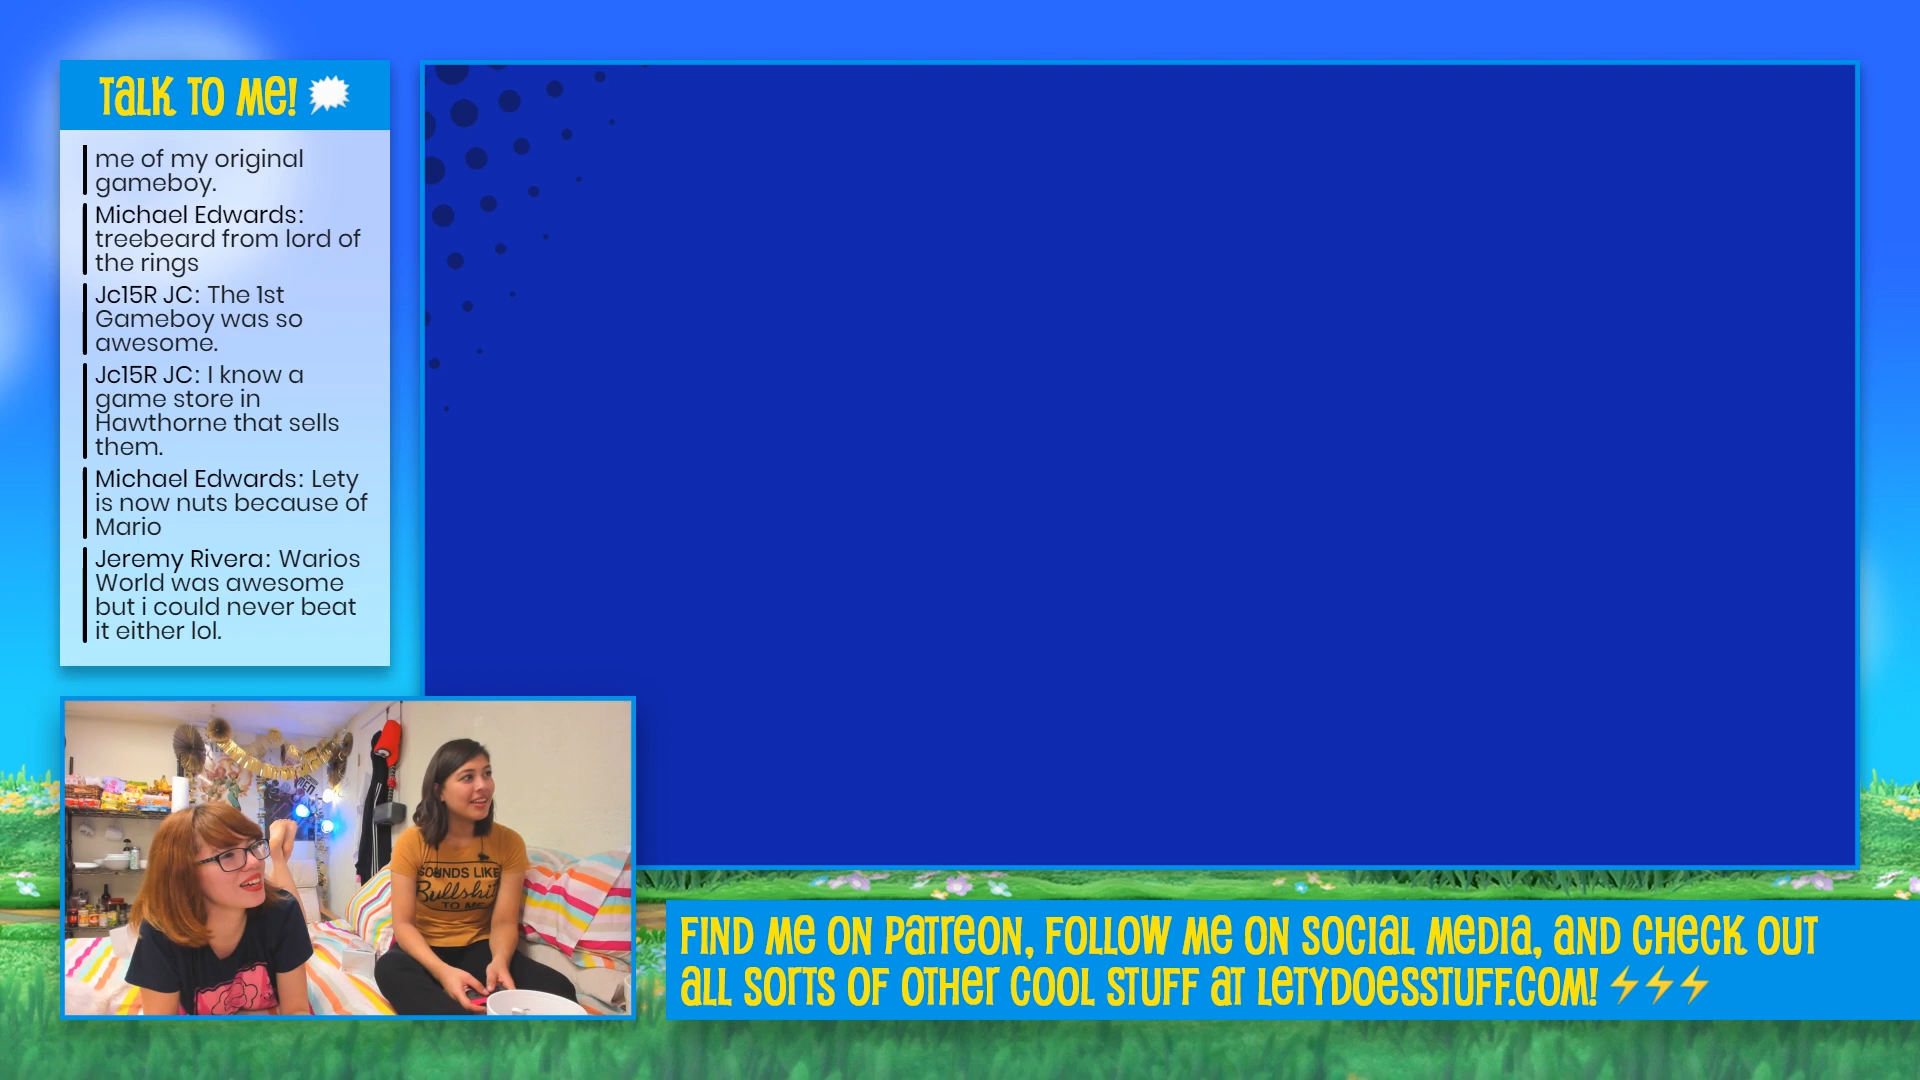 TALK TO ME!
me of my original
gameboy.
Michael Edwards:
treebeard from lord of
the rings
Jc15R JC: The 1st
Gameboy was so
awesome.
Jc15R JC: I know a
game store in
Hawthorne that sells
them.
Michael Edwards: Lety
is now nuts because of
Mario
Jeremy Rivera: Warios
World was awesome
but i could never beat
it either lol.
SOUNDS LIKE
Bullshit
TO ME
FIND ME ON PATREON, FOLLOW ME ON SOCIAL MEDIA, AND CHECK OUT
ALL SORTS OF OTHER COOL STUFF AT LETYDOESSTUFF.COM! ⚡⚡⚡